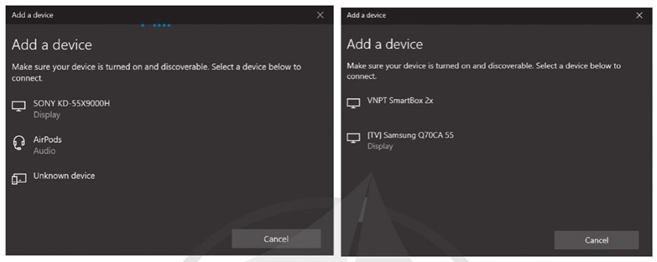 Add a device
Add a device
Make sure your device is turned on and discoverable. Select a device below to
connect.
SONY KD-55X9000H
Display
AirPods
Audio
Unknown device
Cancel
Add a device
Add a device
Make sure your device is turned on and discoverable. Select a device below to
connect.
VNPT SmartBox 2x
[TV] Samsung Q70CA 55
Display
Cancel